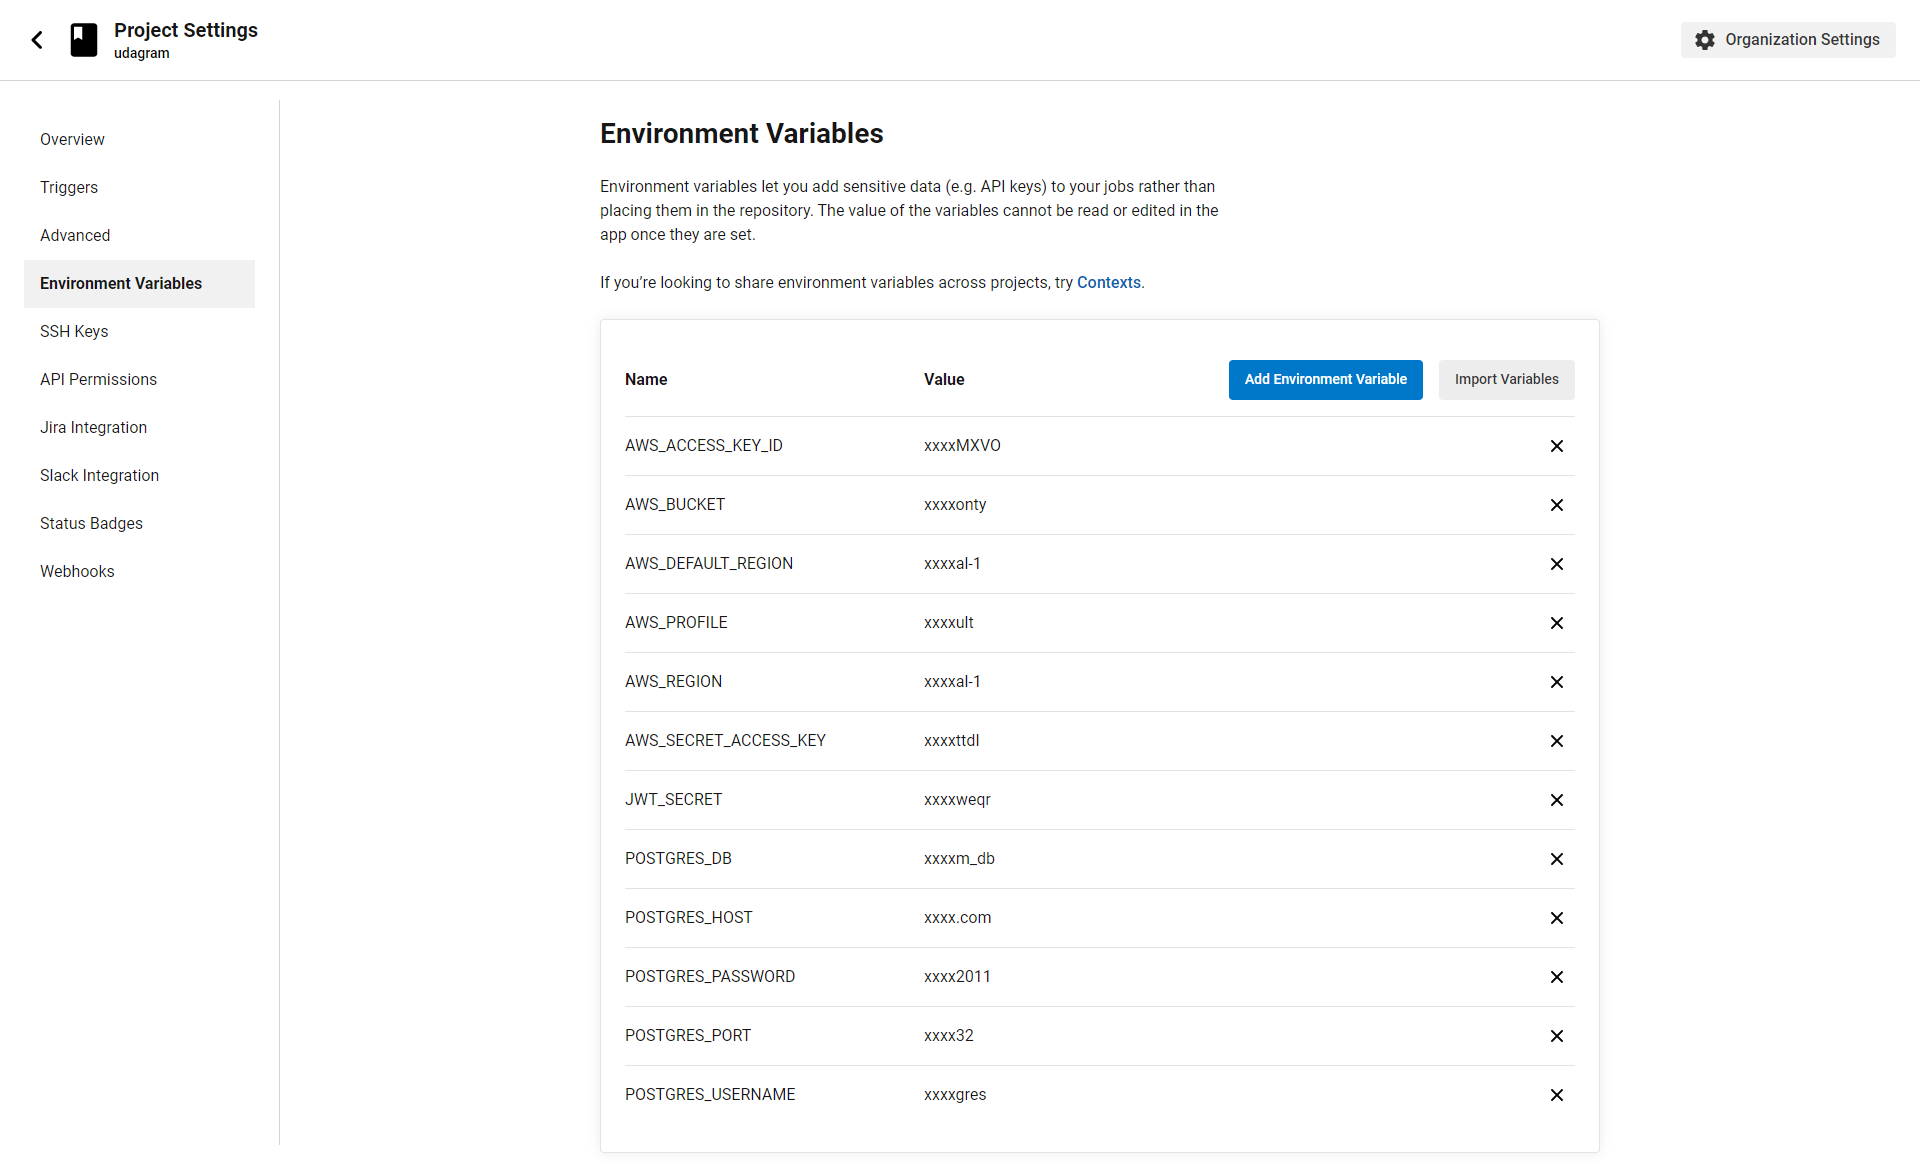 Project Settings
udagram
Organization Settings
Overview
Triggers
Advanced
Environment Variables
SSH Keys
API Permissions
Jira Integration
Slack Integration
Status Badges
Webhooks
Environment Variables
Environment variables let you add sensitive data (e.g. API keys) to your jobs rather than
placing them in the repository. The value of the variables cannot be read or edited in the
app once they are set.
If you’re looking to share environment variables across projects, try Contexts.
Name Value Add Environment Variable Import Variables
AWS_ACCESS_KEY_ID xxxxMXVO
AWS_BUCKET xxxxonty
AWS_DEFAULT_REGION xxxxal-1
AWS_PROFILE xxxxult
AWS_REGION xxxxal-1
AWS_SECRET_ACCESS_KEY xxxxttdl
JWT_SECRET xxxxweqr
POSTGRES_DB xxxxm_db
POSTGRES_HOST xxxx.com
POSTGRES_PASSWORD xxxx2011
POSTGRES_PORT xxxx32
POSTGRES_USERNAME xxxxgres